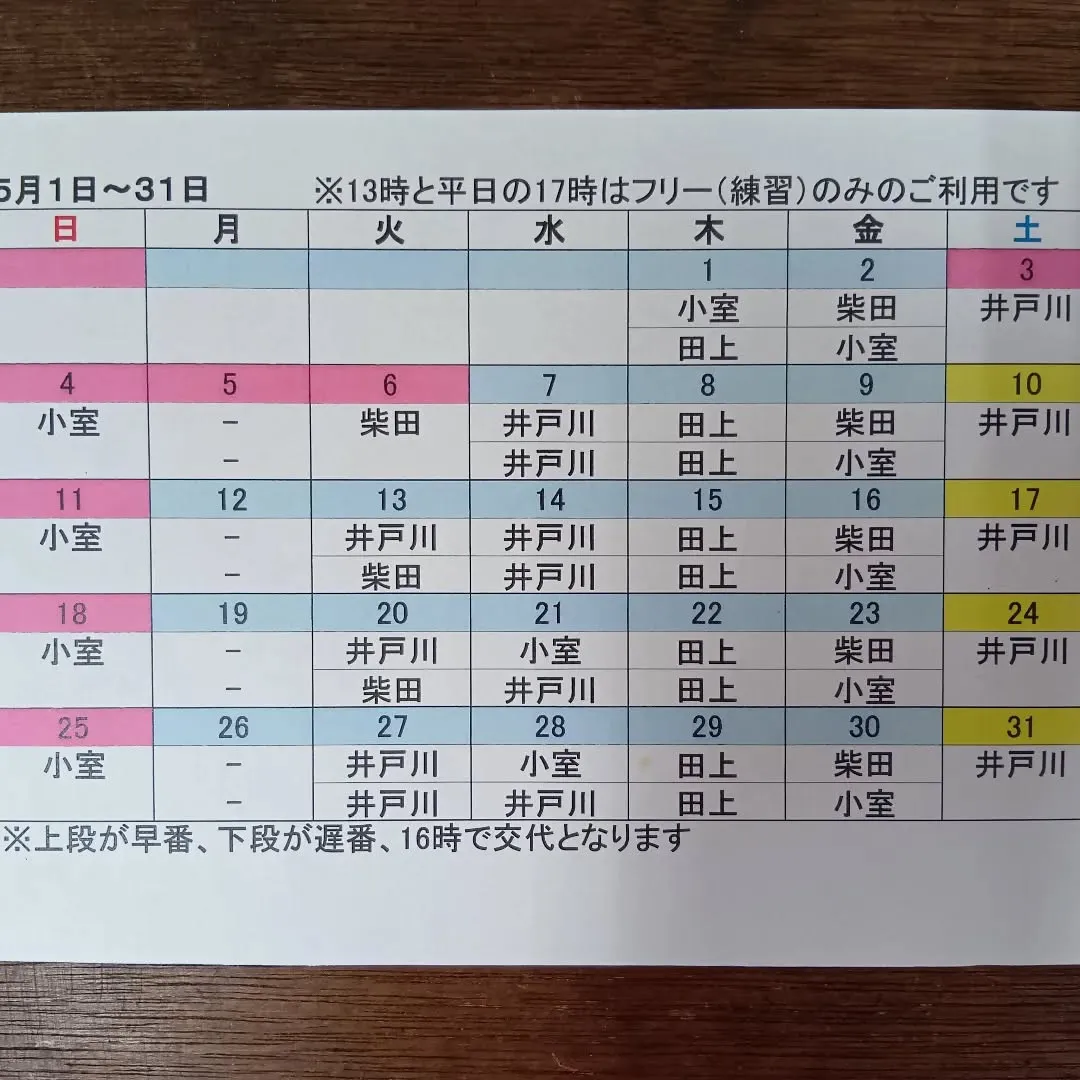 5月1日～31日 ※13時と平日の17時はフリー(練習)のみのご利用です
日 月 火 水 木 金 土
1 2 3
小室 柴田 井戸川
田上 小室
4 5 6 7 8 9 10
小室 - 柴田 井戸川 田上 柴田 井戸川
- 井戸川 田上 小室
11 12 13 14 15 16 17
小室 - 井戸川 井戸川 田上 柴田 井戸川
- 柴田 井戸川 田上 小室
18 19 20 21 22 23 24
小室 - 井戸川 小室 田上 柴田 井戸川
- 柴田 井戸川 田上 小室
25 26 27 28 29 30 31
小室 - 井戸川 小室 田上 柴田 井戸川
- 井戸川 井戸川 田上 小室
※上段が早番、下段が遅番、16時で交代となります